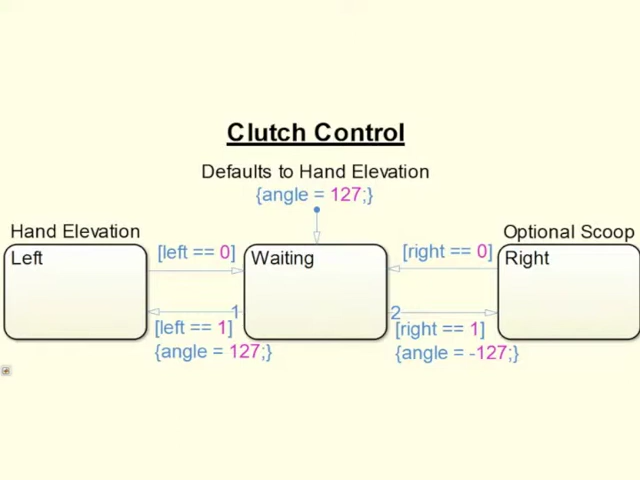 Clutch Control
Defaults to Hand Elevation
{angle = 127;}
Hand Elevation
Optional Scoop
[left == 0]
[right == 0]
Left
Waiting
Right
1
2
[left == 1]
{angle = 127;}
[right == 1]
{angle = -127;}